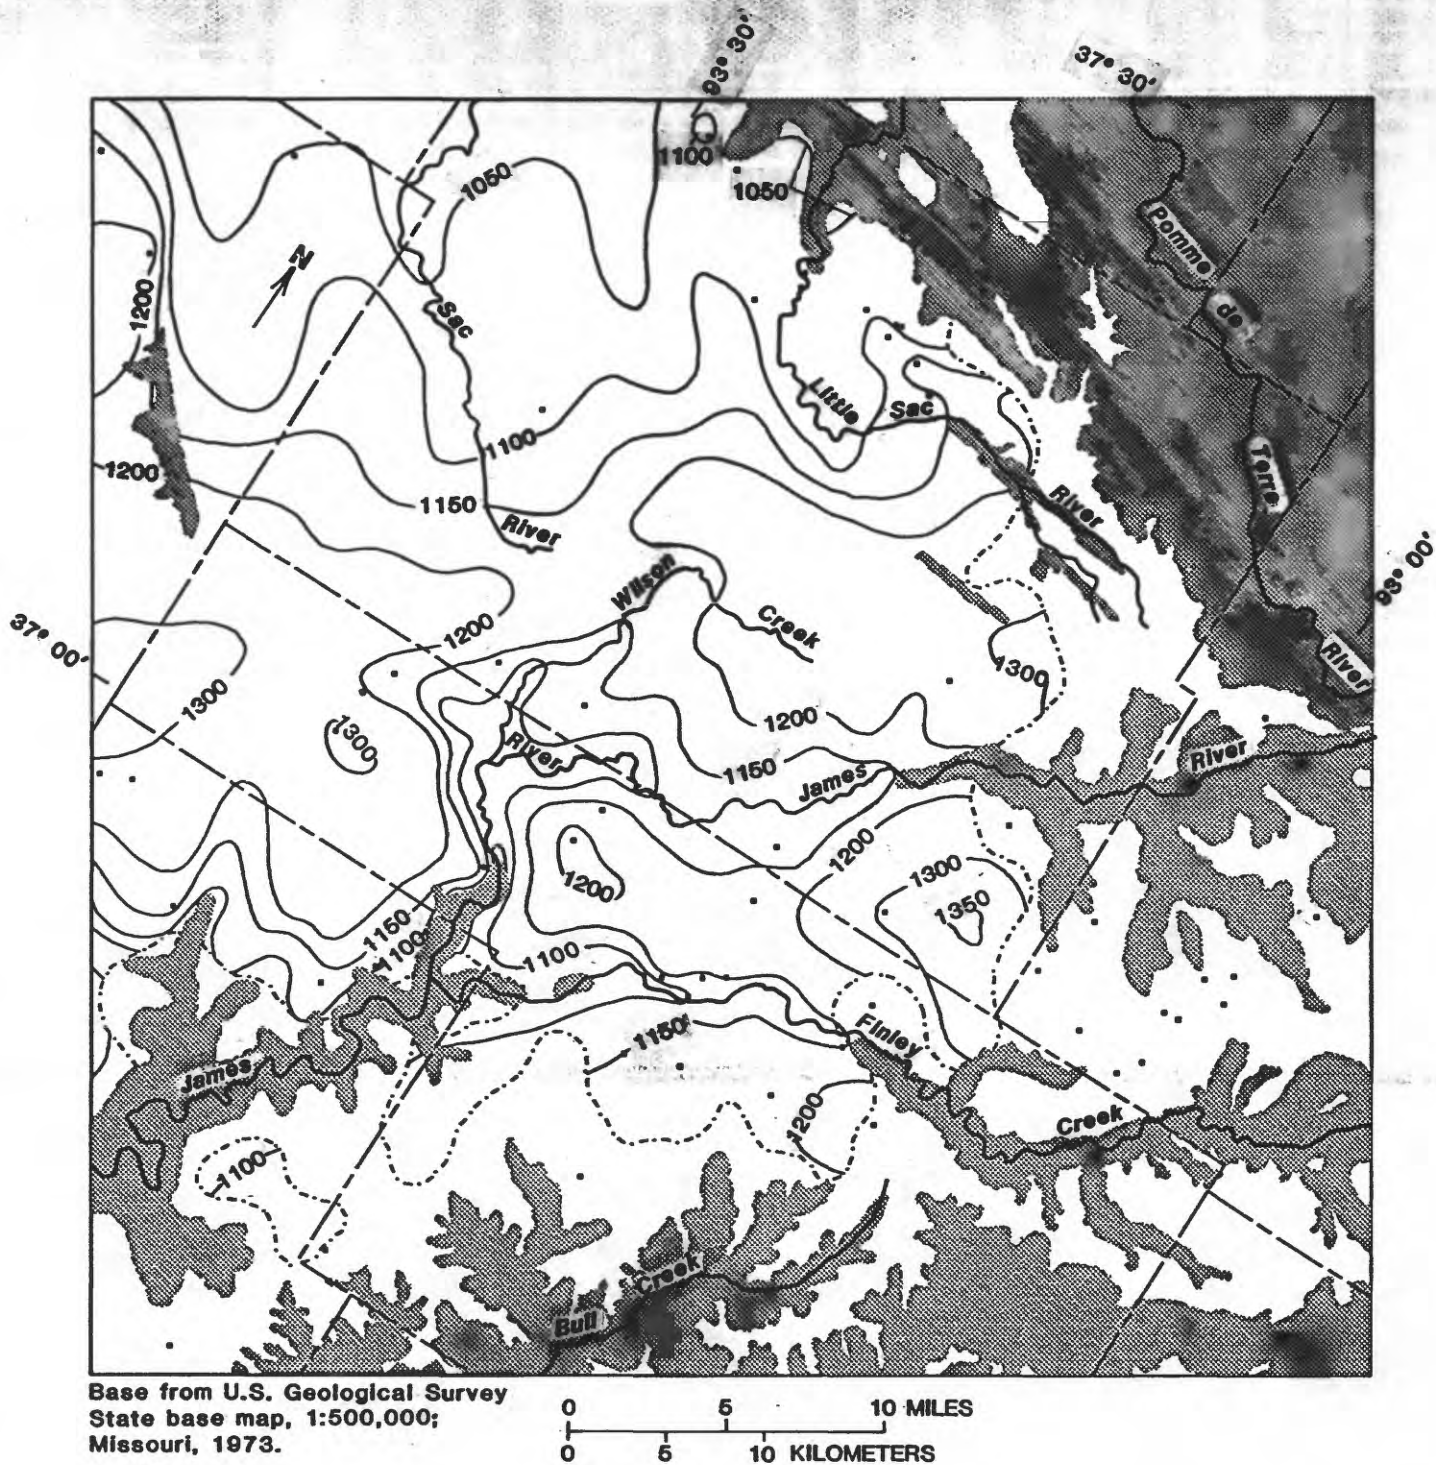 93° 30'
37° 30'
1100
1050
1050
Pomme
N
1200
de
Sac
Little
Sac
1100
Terre
1200
1150
River
River
Wilson
93° 00'
Creek
37° 00'
1200
River
1300
1300
1200
1300
River
1150
River
James
1200
1300
1200
1350
1150
1100
1100
Finley
1150
James
Creek
1200
1100
Creek
Bull
Base from U.S. Geological Survey
State base map, 1:500,000;
Missouri, 1973.
0 5 10 MILES
0 5 10 KILOMETERS